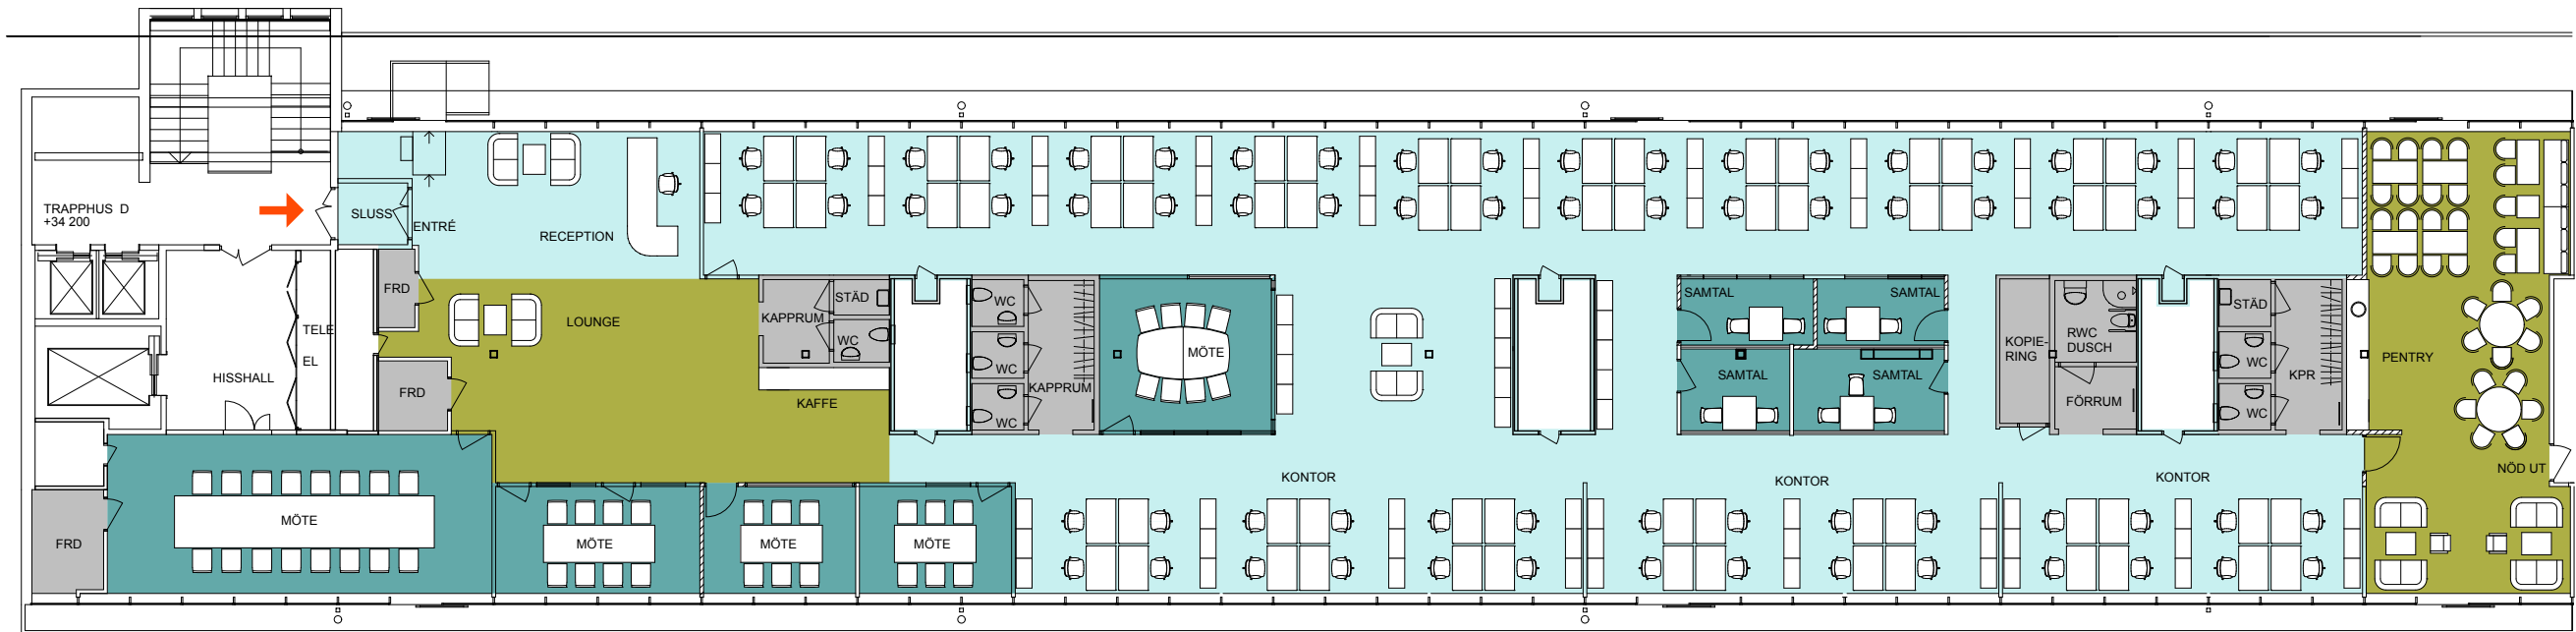 TRAPPHUS D
+34 200
SLUSS
ENTRÉ
RECEPTION
FRD
LOUNGE
KAPPRUM
STÄD
WC
WC
WC
WC
KAPPRUM
MÖTE
SAMTAL
SAMTAL
SAMTAL
SAMTAL
KOPIE-
RING
RWC
DUSCH
FÖRRUM
STÄD
WC
WC
KPR
PENTRY
TELE
EL
HISSHALL
FRD
KAFFE
KONTOR
KONTOR
KONTOR
NÖD UT
FRD
MÖTE
MÖTE
MÖTE
MÖTE